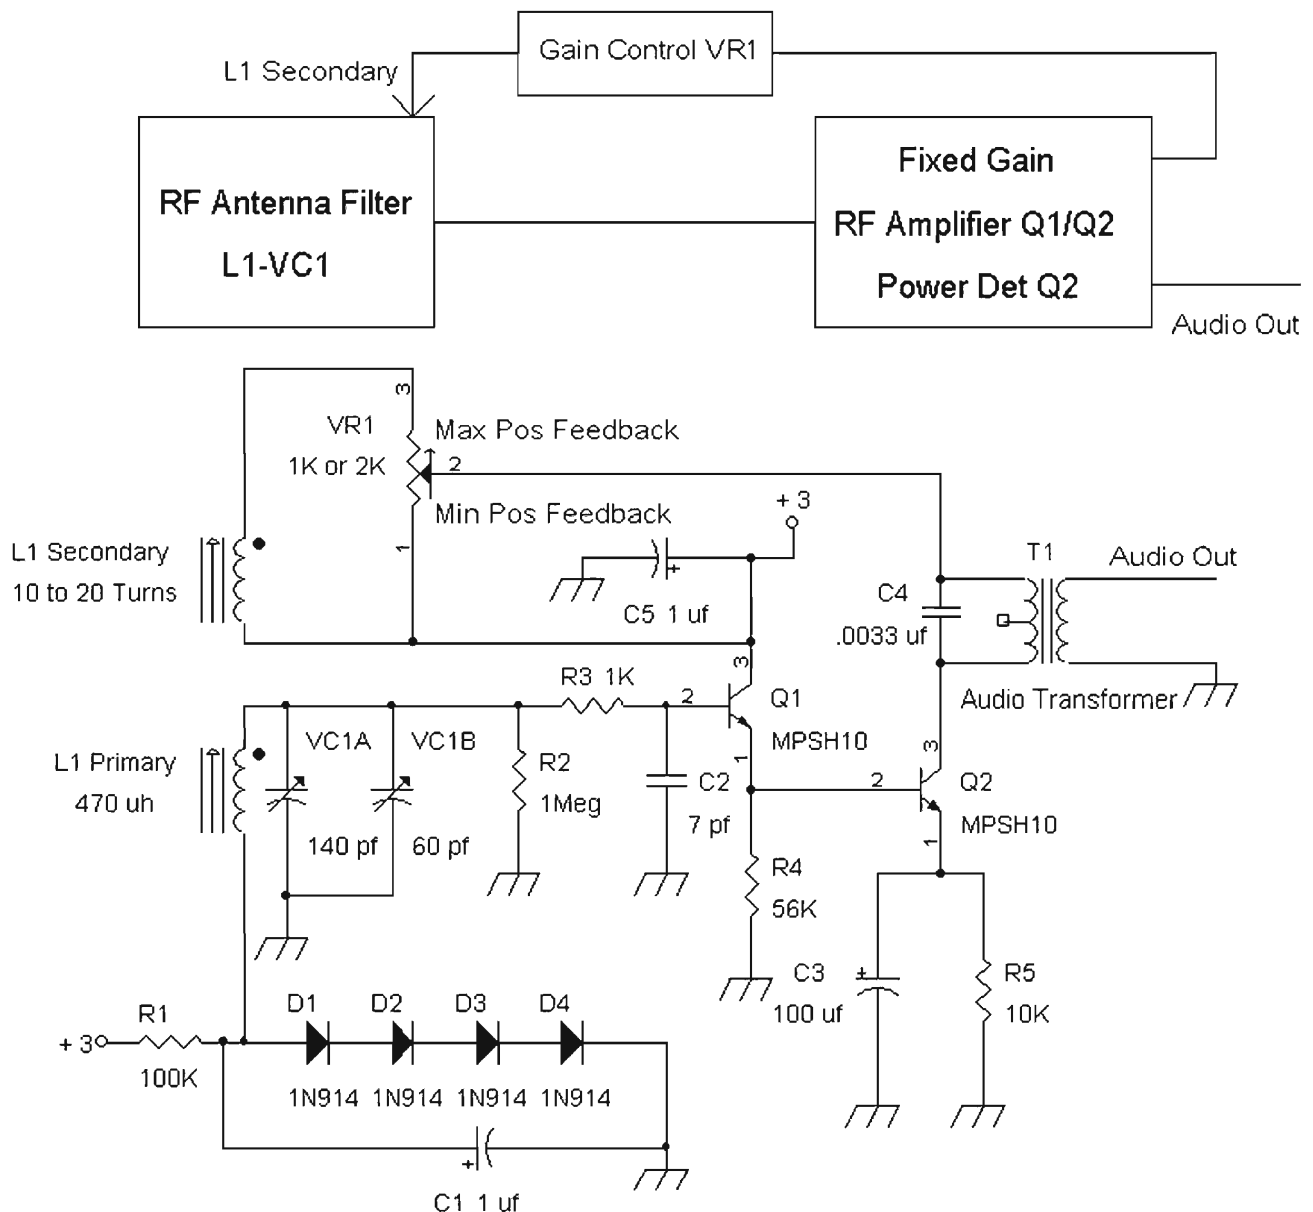 Gain Control VR1
L1 Secondary
RF Antenna Filter
L1-VC1
Fixed Gain
RF Amplifier Q1/Q2
Power Det Q2
Audio Out
3
VR1
1K or 2K
Max Pos Feedback
2
Min Pos Feedback
1
+ 3
L1 Secondary
10 to 20 Turns
+
C5 1 uf
C4
.0033 uf
T1
Audio Out
Audio Transformer
R3 1K
2
3
Q1
MPSH10
1
L1 Primary
470 uh
VC1A
140 pf
VC1B
60 pf
R2
1Meg
C2
7 pf
2
3
Q2
MPSH10
1
R4
56K
C3
+
100 uf
R5
10K
R1
+ 3
100K
D1
D2
D3
D4
1N914
1N914
1N914
1N914
+
C1 1 uf